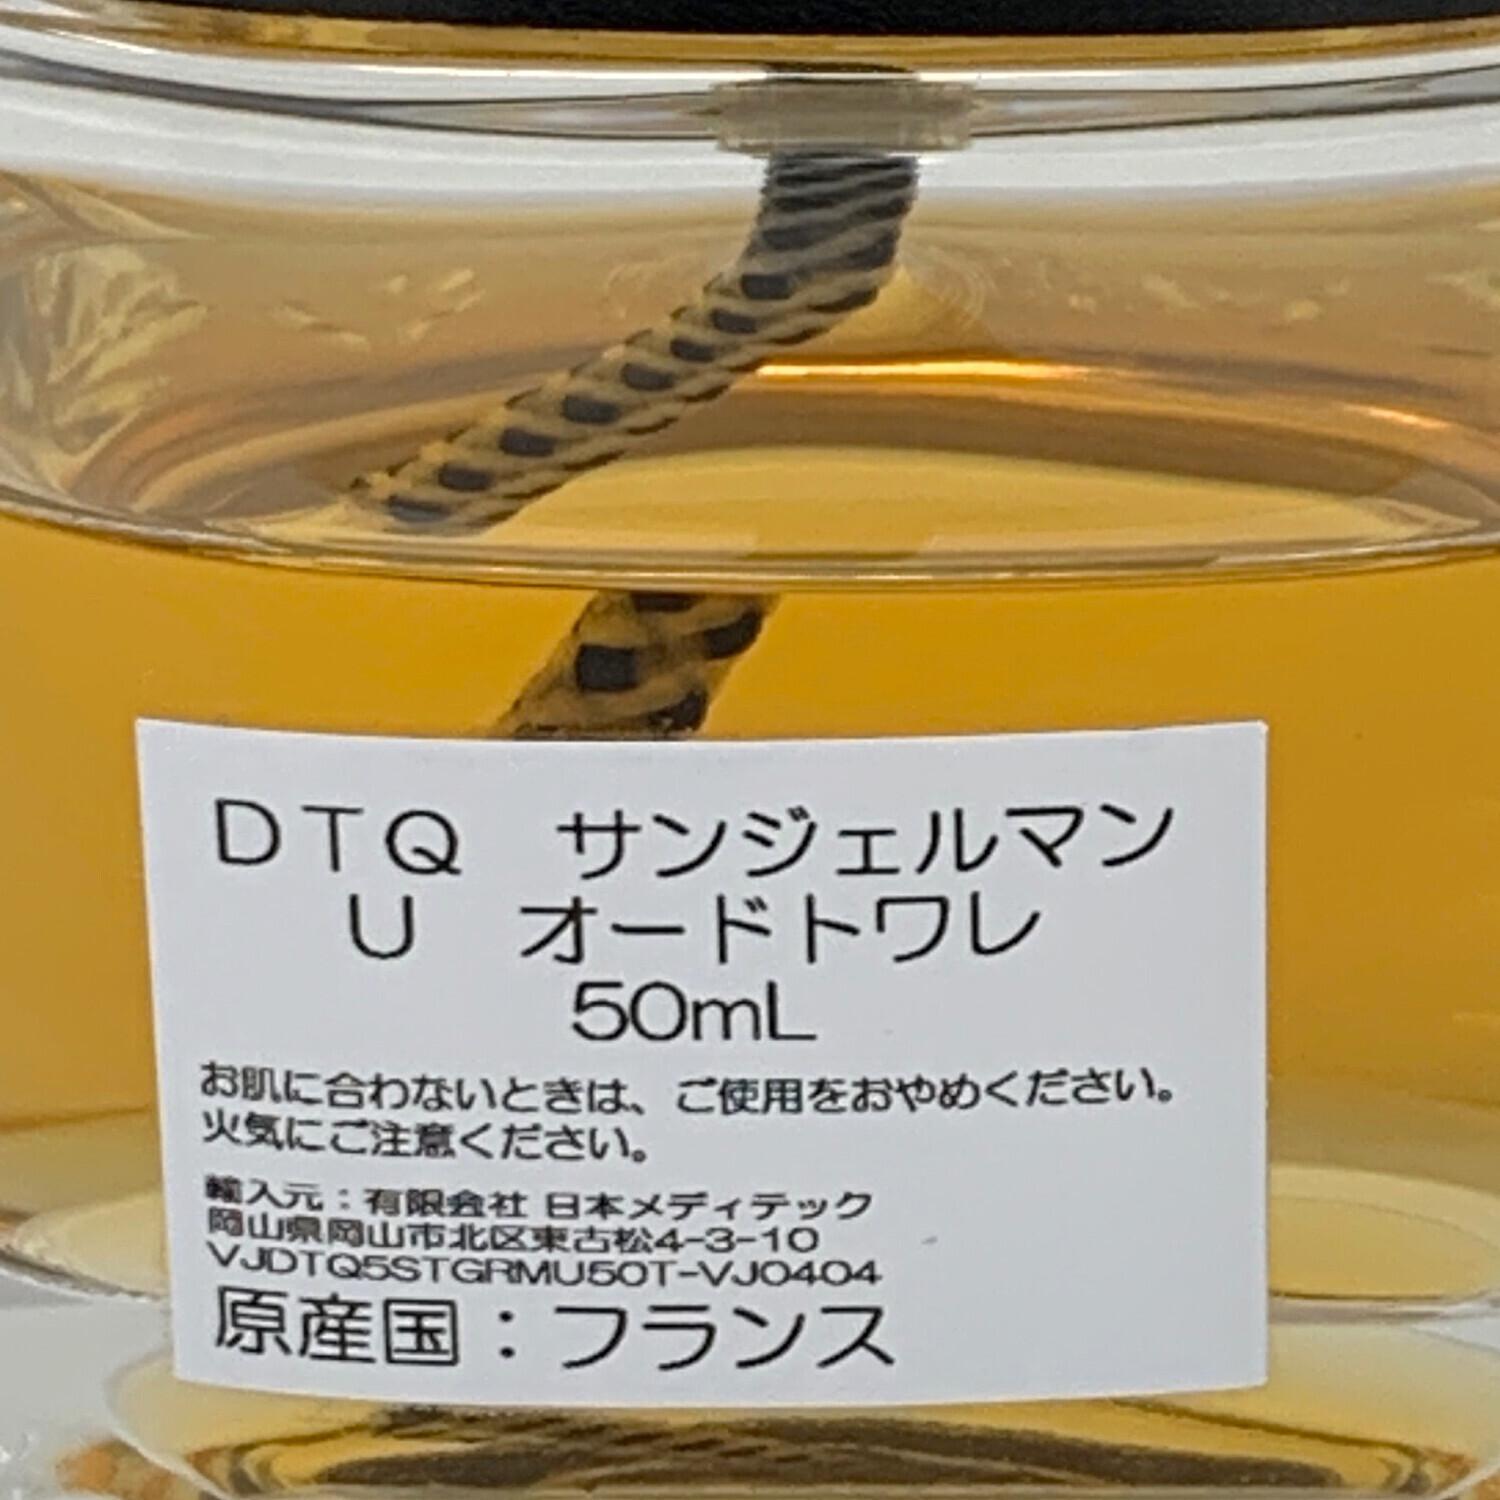 DTQ サンジェルマン
U オードトワレ
50mL
お肌に合わないときは、ご使用をおやめください。
火気にご注意ください。
輸入元：有限会社 日本メディテック
岡山県岡山市北区東古松4-3-10
VJDTQ5STGRMU50T-VJ0404
原産国：フランス